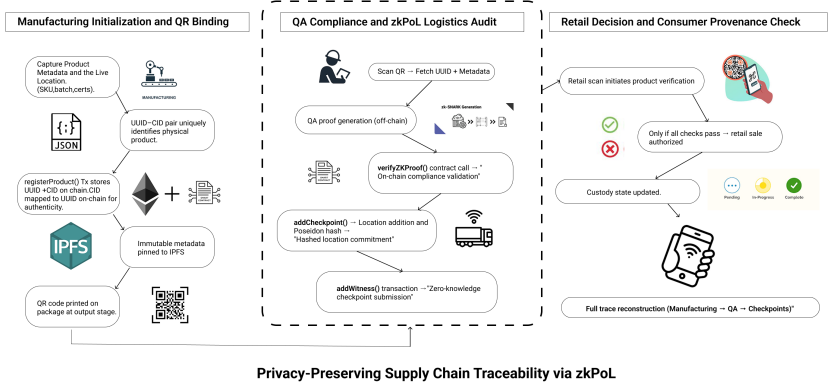 Manufacturing Initialization and QR Binding
Capture
Product
Metadata and the Live
Location.
(SKU,batch,certs).
MANUFACTURING
{;}
JSON
UUID–CID pair uniquely
identifies physical
product.
registerProduct() Tx stores
UUID +CID on chain. CID
mapped to UUID on-chain for
authenticity.
IPFS
Immutable metadata
pinned to IPFS
QR code printed on
package at output stage.
QA Compliance and zkPoL Logistics Audit
Scan QR → Fetch UUID + Metadata
zk-SNARK Generation
QA proof generation (off-chain)
verifyZKProof() contract call → "
On-chain compliance validation"
addCheckpoint() → Location addition and
Poseidon hash →
"Hashed location commitment"
addWitness() transaction →"Zero-knowledge
checkpoint submission"
Retail Decision and Consumer Provenance Check
Retail scan initiates product verification
Only if all checks pass → retail sale
authorized
Custody state updated.
Pending
In-Progress
Complete
Full trace reconstruction (Manufacturing → QA → Checkpoints)"
Privacy-Preserving Supply Chain Traceability via zkPoL